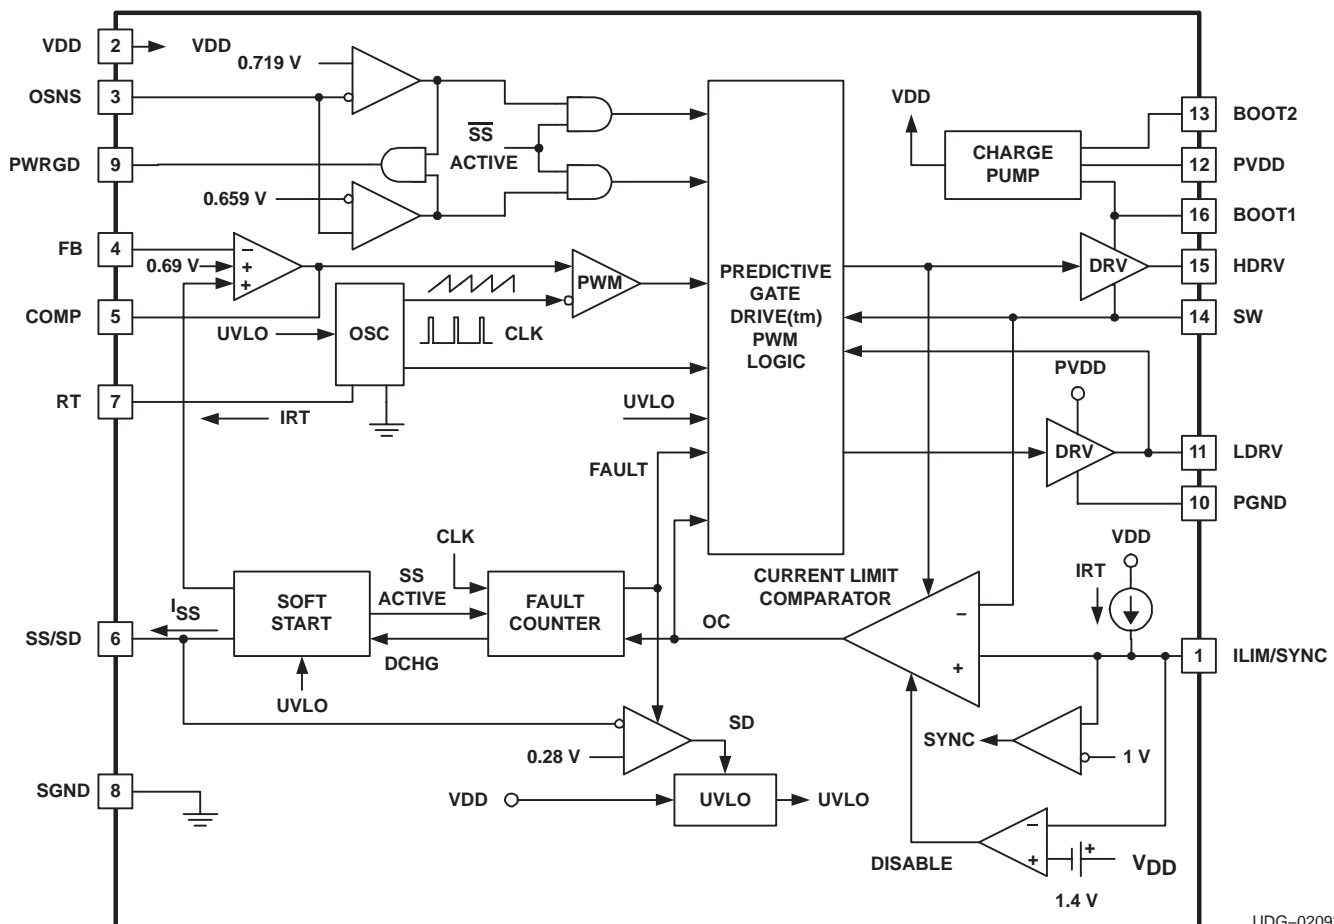 VDD
2
VDD
0.719 V
OSNS
3
SS
ACTIVE
PWRGD
9
0.659 V
FB
4
0.69 V
−
+
+
PWM
COMP
5
UVLO
OSC
CLK
RT
7
IRT
PREDICTIVE
GATE
DRIVE(tm)
PWM
LOGIC
UVLO
FAULT
VDD
CHARGE
PUMP
13
BOOT2
12
PVDD
16
BOOT1
DRV
15
HDRV
14
SW
PVDD
DRV
11
LDRV
10
PGND
CLK
SS
ACTIVE
SOFT
START
FAULT
COUNTER
DCHG
ISS
SS/SD
6
UVLO
OC
CURRENT LIMIT
COMPARATOR
−
+
VDD
IRT
1
ILIM/SYNC
SYNC
1 V
0.28 V
SD
VDD
UVLO
UVLO
SGND
8
DISABLE
−
+
+
VDD
1.4 V